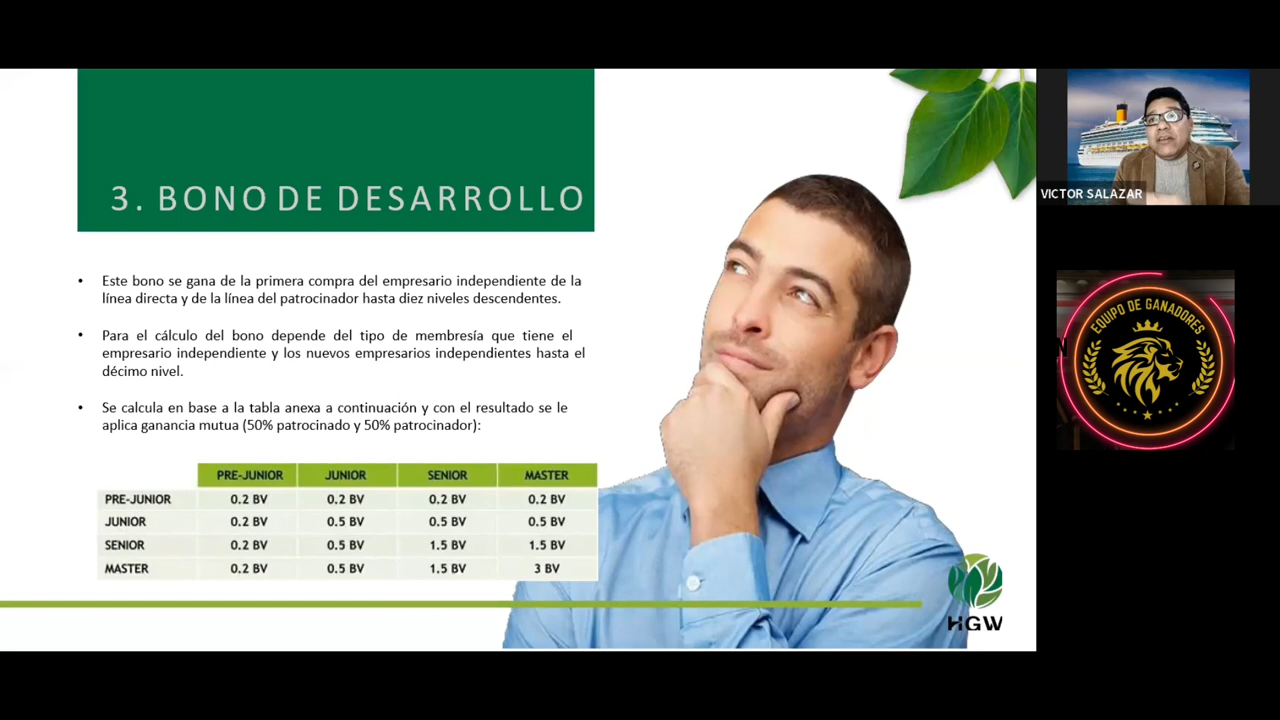 3. BONO DE DESARROLLO
• Este bono se gana de la primera compra del empresario independiente de la
línea directa y de la línea del patrocinador hasta diez niveles descendentes.
• Para el cálculo del bono depende del tipo de membresía que tiene el
empresario independiente y los nuevos empresarios independientes hasta el
décimo nivel.
• Se calcula en base a la tabla anexa a continuación y con el resultado se le
aplica ganancia mutua (50% patrocinado y 50% patrocinador):
PRE-JUNIOR JUNIOR SENIOR MASTER
PRE-JUNIOR 0.2 BV 0.2 BV 0.2 BV 0.2 BV
JUNIOR 0.2 BV 0.5 BV 0.5 BV 0.5 BV
SENIOR 0.2 BV 0.5 BV 1.5 BV 1.5 BV
MASTER 0.2 BV 0.5 BV 1.5 BV 3 BV
HGW
VICTOR SALAZAR
EQUIPO DE GANADORES